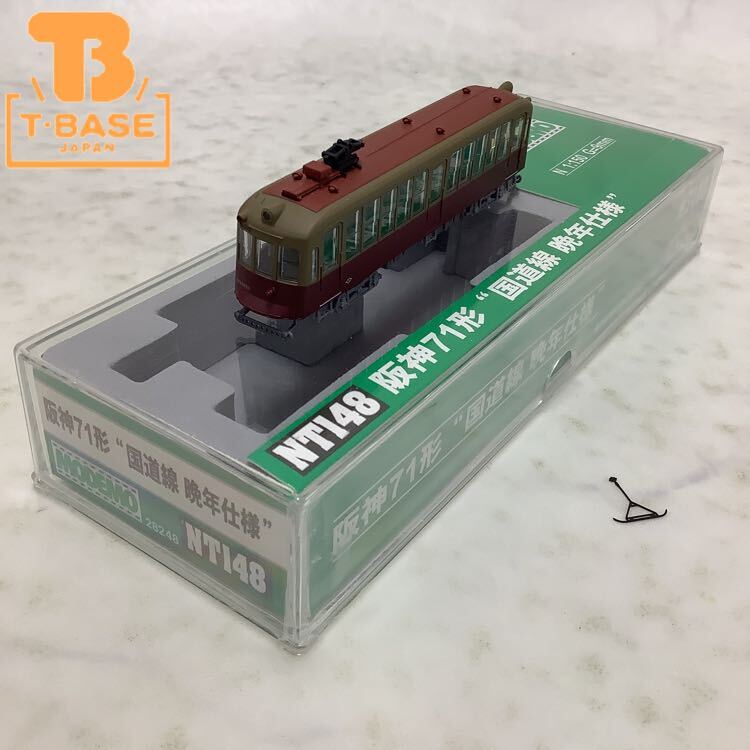 TB
T・BASE
JAPAN
N 1:150 G=9mm
NT148 阪神71形“国道線 晩年仕様”
阪神71形“国道線 晩年仕様”
阪神71形“国道線 晩年仕様”
MODEMO
28248
NT148